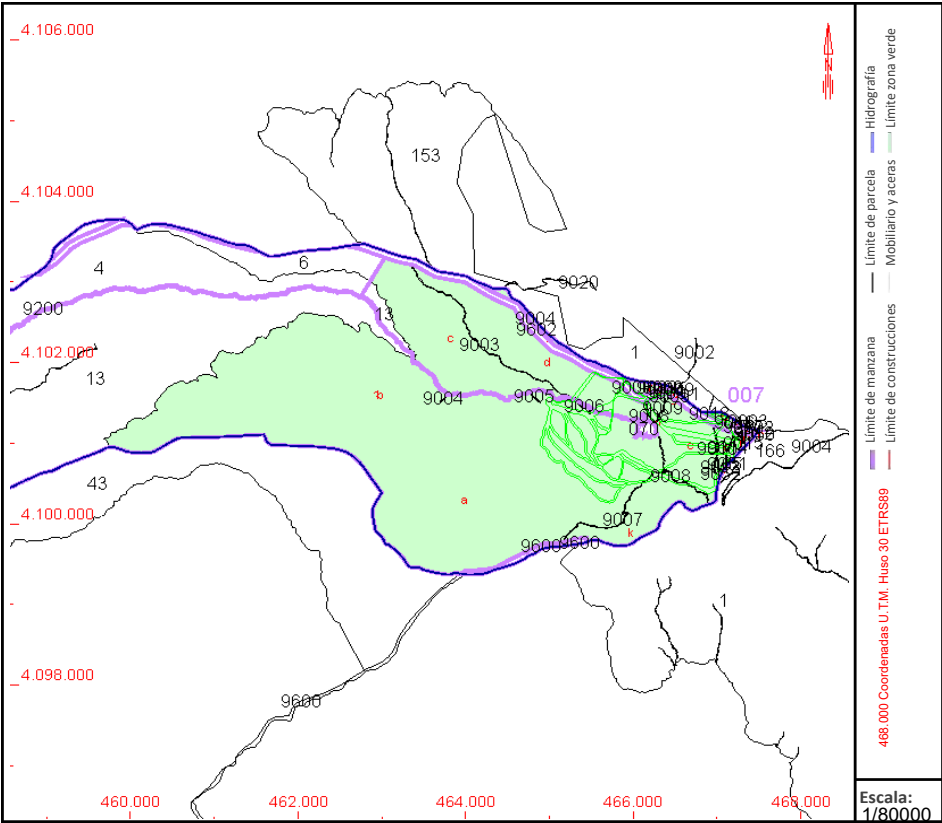 4.106.000
153
4.104.000
4
6
9020
9200
13
9004
9602
c
9003
1
9002
4.102.000
d
13
b
9004
9005
9006
007
9009
9008
070
e
166
9004
43
9008
a
4.100.000
9007
k
9600
9600
1
4.098.000
9600
460.000
462.000
464.000
466.000
468.000
N
Límite de manzana
Límite de parcela
Hidrografía
Límite de construcciones
Mobiliario y aceras
Límite zona verde
468.000 Coordenadas U.T.M. Huso 30 ETRS89
Escala:
1/80000